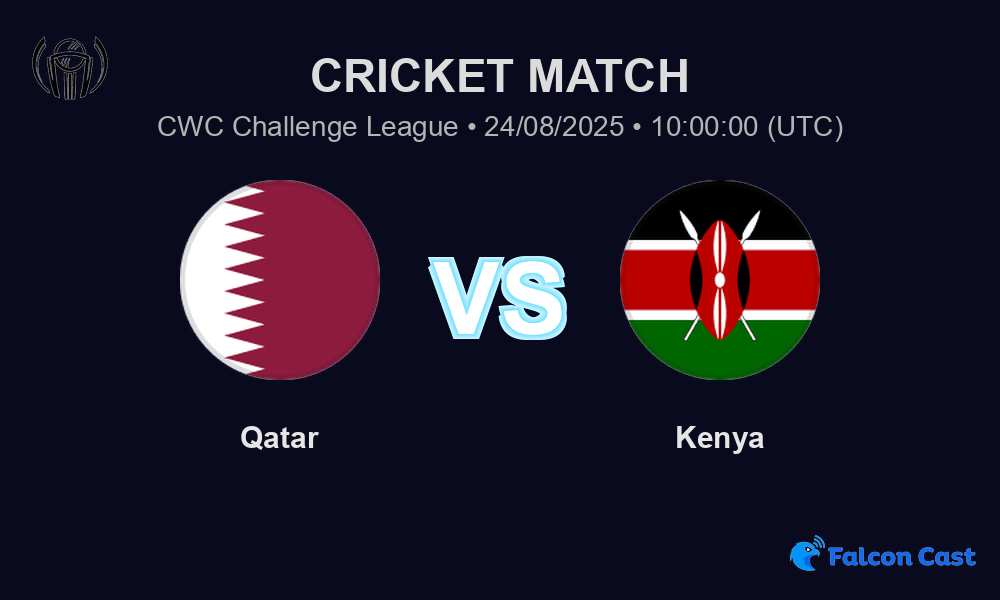 CRICKET MATCH
CWC Challenge League • 24/08/2025 • 10:00:00 (UTC)
VS
Qatar
Kenya
Falcon Cast